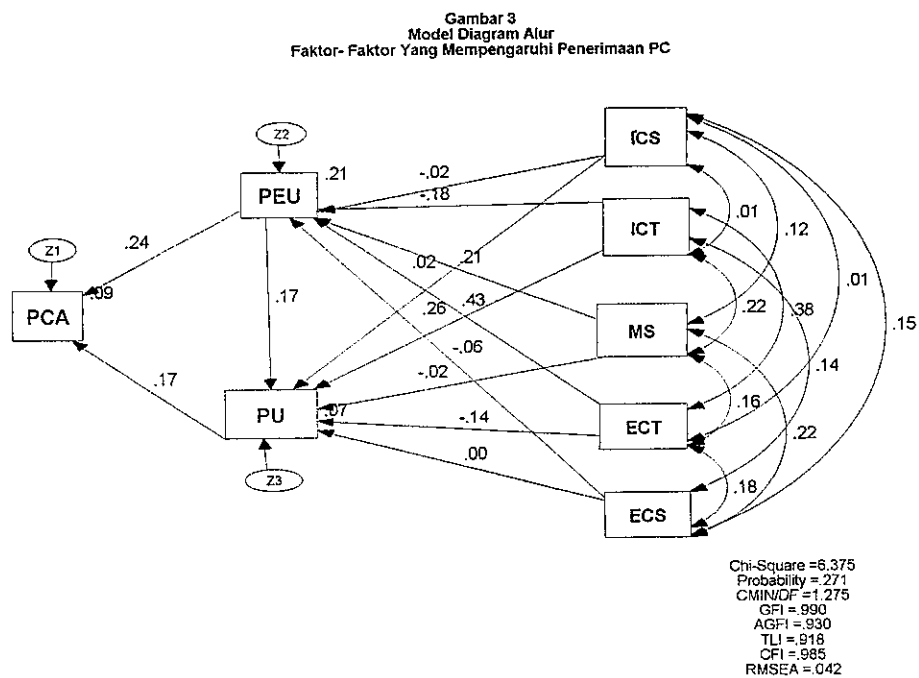 Gambar 3
Model Diagram Alur
Faktor- Faktor Yang Mempengaruhi Penerimaan PC
Z2
ICS
.21
-.02
PEU
-.18
ICT
.01
.12
.24
Z1
.02
.21
.09
.17
.26
.43
.22
.38
.01
PCA
MS
.15
-.06
-.02
.14
.17
.07
.16
PU
-.14
ECT
.22
.00
Z3
.18
ECS
Chi-Square =6.375
Probability =.271
CMIN/DF =1.275
GFI =.990
AGFI =.930
TLI =.918
CFI =.985
RMSEA =.042